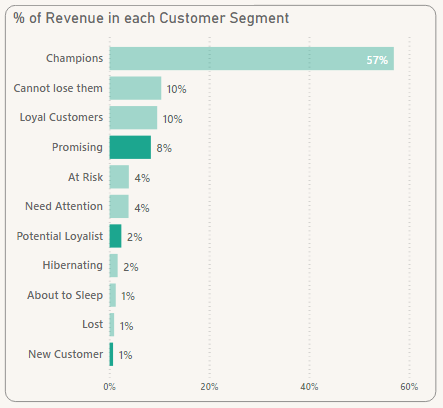 % of Revenue in each Customer Segment
Champions 57%
Cannot lose them 10%
Loyal Customers 10%
Promising 8%
At Risk 4%
Need Attention 4%
Potential Loyalist 2%
Hibernating 2%
About to Sleep 1%
Lost 1%
New Customer 1%
0% 20% 40% 60%